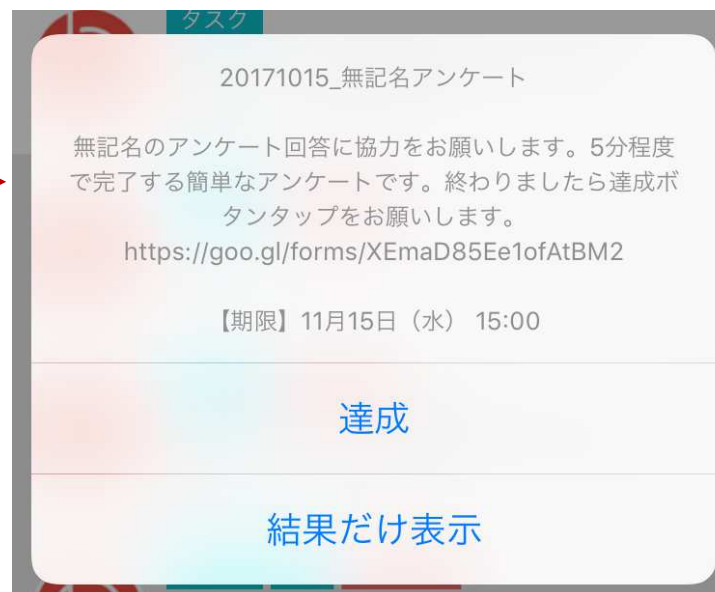 タスク
20171015_無記名アンケート
無記名のアンケート回答に協力をお願いします。5分程度
で完了する簡単なアンケートです。終わりましたら達成ボ
タンタップをお願いします。
https://goo.gl/forms/XEmaD85Ee1ofAtBM2
【期限】11月15日（水） 15:00
達成
結果だけ表示